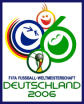 FIFA FUSSBALL-WELTMEISTERSCHAFT
DEUTSCHLAND
2006